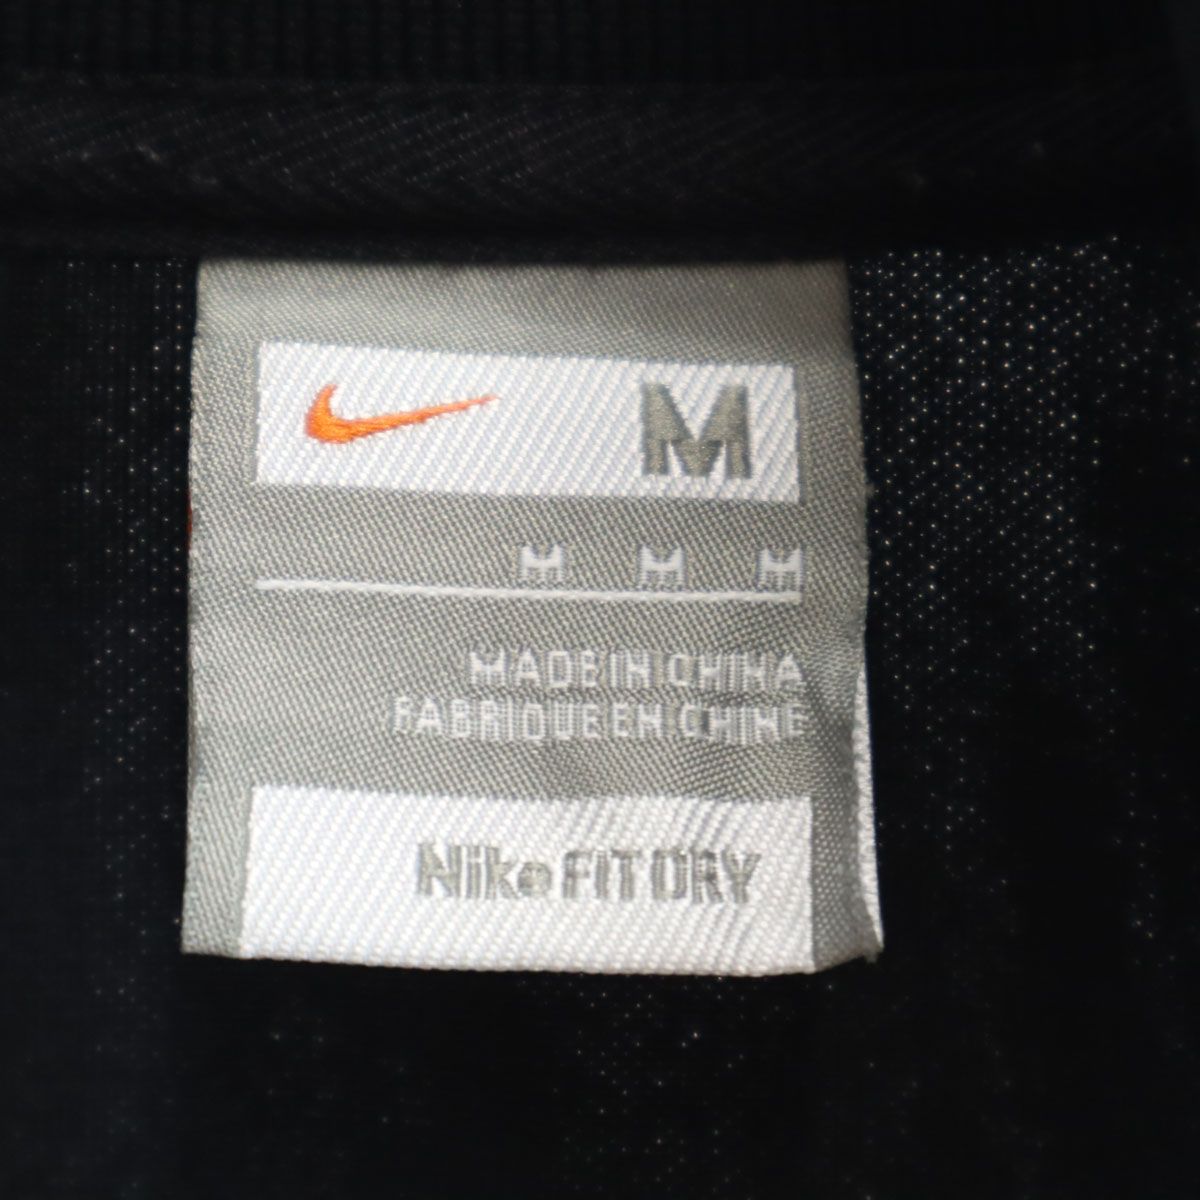 M
M M M
MADE IN CHINA
FABRIQUE EN CHINE
Nike FIT DRY